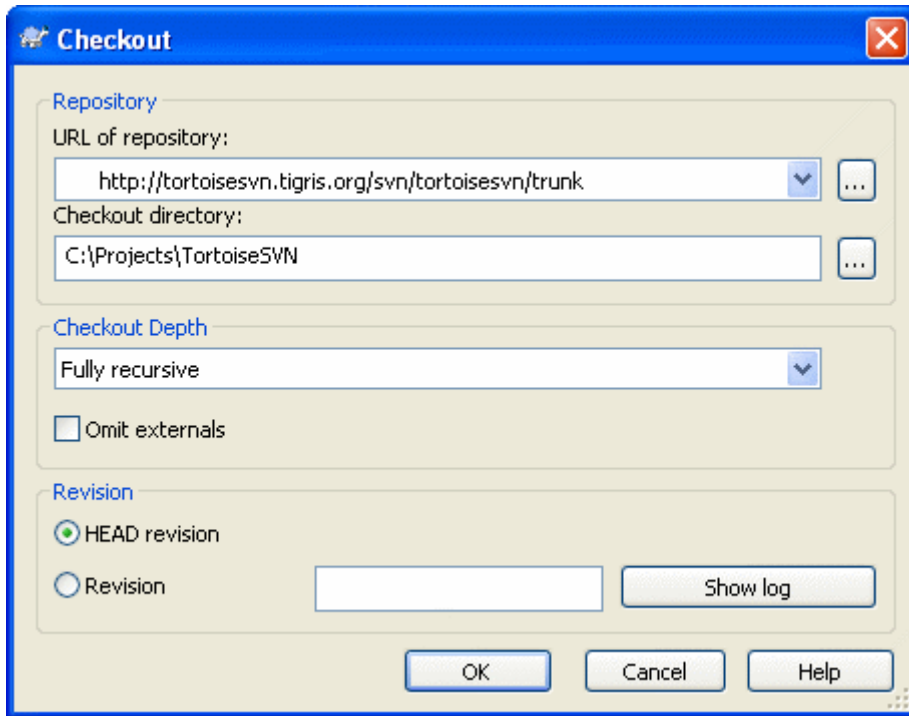 Checkout
Repository
URL of repository:
http://tortoisesvn.tigris.org/svn/tortoisesvn/trunk
...
Checkout directory:
C:\Projects\TortoiseSVN
...
Checkout Depth
Fully recursive
Omit externals
Revision
HEAD revision
Revision
Show log
OK Cancel Help